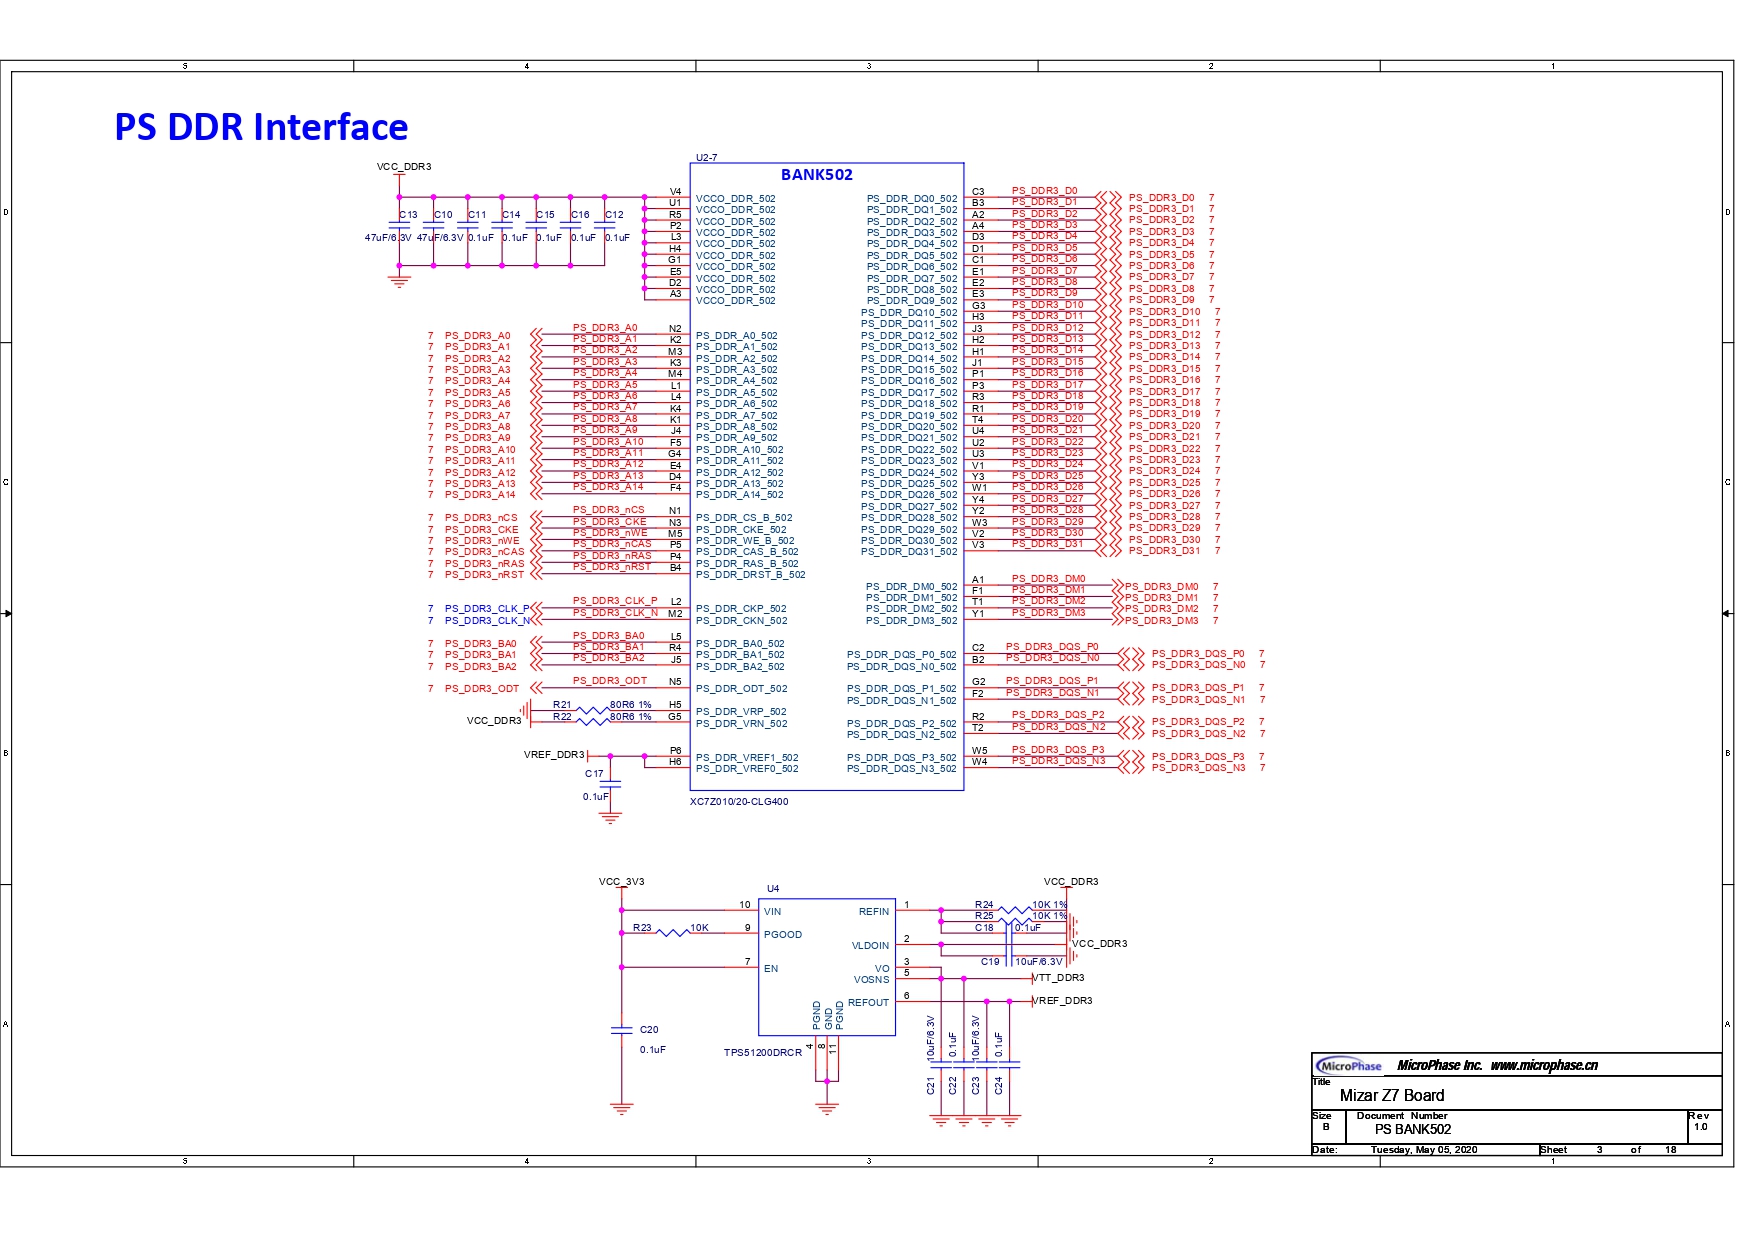 5 4 3 2 1
PS DDR Interface
VCC_DDR3
C13 C10 C11 C14 C15 C16 C12
47uF/6.3V 47uF/6.3V 0.1uF 0.1uF 0.1uF 0.1uF 0.1uF
U2-7
BANK502
V4 VCCO_DDR_502
U1 VCCO_DDR_502
R5 VCCO_DDR_502
P2 VCCO_DDR_502
L3 VCCO_DDR_502
H4 VCCO_DDR_502
G1 VCCO_DDR_502
E5 VCCO_DDR_502
D2 VCCO_DDR_502
A3 VCCO_DDR_502
7 PS_DDR3_A0 PS_DDR3_A0 N2 PS_DDR_A0_502
7 PS_DDR3_A1 PS_DDR3_A1 K2 PS_DDR_A1_502
7 PS_DDR3_A2 PS_DDR3_A2 M3 PS_DDR_A2_502
7 PS_DDR3_A3 PS_DDR3_A3 K3 PS_DDR_A3_502
7 PS_DDR3_A4 PS_DDR3_A4 M4 PS_DDR_A4_502
7 PS_DDR3_A5 PS_DDR3_A5 L1 PS_DDR_A5_502
7 PS_DDR3_A6 PS_DDR3_A6 L4 PS_DDR_A6_502
7 PS_DDR3_A7 PS_DDR3_A7 K4 PS_DDR_A7_502
7 PS_DDR3_A8 PS_DDR3_A8 K1 PS_DDR_A8_502
7 PS_DDR3_A9 PS_DDR3_A9 J4 PS_DDR_A9_502
7 PS_DDR3_A10 PS_DDR3_A10 F5 PS_DDR_A10_502
7 PS_DDR3_A11 PS_DDR3_A11 G4 PS_DDR_A11_502
7 PS_DDR3_A12 PS_DDR3_A12 E4 PS_DDR_A12_502
7 PS_DDR3_A13 PS_DDR3_A13 D4 PS_DDR_A13_502
7 PS_DDR3_A14 PS_DDR3_A14 F4 PS_DDR_A14_502
7 PS_DDR3_nCS PS_DDR3_nCS N1 PS_DDR_CS_B_502
7 PS_DDR3_CKE PS_DDR3_CKE N3 PS_DDR_CKE_502
7 PS_DDR3_nWE PS_DDR3_nWE M5 PS_DDR_WE_B_502
7 PS_DDR3_nCAS PS_DDR3_nCAS P5 PS_DDR_CAS_B_502
7 PS_DDR3_nRAS PS_DDR3_nRAS P4 PS_DDR_RAS_B_502
7 PS_DDR3_nRST PS_DDR3_nRST B4 PS_DDR_DRST_B_502
7 PS_DDR3_CLK_P PS_DDR3_CLK_P L2 PS_DDR_CKP_502
7 PS_DDR3_CLK_N PS_DDR3_CLK_N M2 PS_DDR_CKN_502
7 PS_DDR3_BA0 PS_DDR3_BA0 L5 PS_DDR_BA0_502
7 PS_DDR3_BA1 PS_DDR3_BA1 R4 PS_DDR_BA1_502
7 PS_DDR3_BA2 PS_DDR3_BA2 J5 PS_DDR_BA2_502
7 PS_DDR3_ODT PS_DDR3_ODT N5 PS_DDR_ODT_502
R21 80R6 1% H5 PS_DDR_VRP_502
VCC_DDR3 R22 80R6 1% G5 PS_DDR_VRN_502
VREF_DDR3 P6 PS_DDR_VREF1_502
H6 PS_DDR_VREF0_502
C17
0.1uF
PS_DDR_DQ0_502 C3 PS_DDR3_D0 PS_DDR3_D0 7
PS_DDR_DQ1_502 B3 PS_DDR3_D1 PS_DDR3_D1 7
PS_DDR_DQ2_502 A2 PS_DDR3_D2 PS_DDR3_D2 7
PS_DDR_DQ3_502 A4 PS_DDR3_D3 PS_DDR3_D3 7
PS_DDR_DQ4_502 D3 PS_DDR3_D4 PS_DDR3_D4 7
PS_DDR_DQ5_502 D1 PS_DDR3_D5 PS_DDR3_D5 7
PS_DDR_DQ6_502 C1 PS_DDR3_D6 PS_DDR3_D6 7
PS_DDR_DQ7_502 E1 PS_DDR3_D7 PS_DDR3_D7 7
PS_DDR_DQ8_502 E2 PS_DDR3_D8 PS_DDR3_D8 7
PS_DDR_DQ9_502 E3 PS_DDR3_D9 PS_DDR3_D9 7
PS_DDR_DQ10_502 G3 PS_DDR3_D10 PS_DDR3_D10 7
PS_DDR_DQ11_502 H3 PS_DDR3_D11 PS_DDR3_D11 7
PS_DDR_DQ12_502 J3 PS_DDR3_D12 PS_DDR3_D12 7
PS_DDR_DQ13_502 H2 PS_DDR3_D13 PS_DDR3_D13 7
PS_DDR_DQ14_502 H1 PS_DDR3_D14 PS_DDR3_D14 7
PS_DDR_DQ15_502 J1 PS_DDR3_D15 PS_DDR3_D15 7
PS_DDR_DQ16_502 P1 PS_DDR3_D16 PS_DDR3_D16 7
PS_DDR_DQ17_502 P3 PS_DDR3_D17 PS_DDR3_D17 7
PS_DDR_DQ18_502 R3 PS_DDR3_D18 PS_DDR3_D18 7
PS_DDR_DQ19_502 R1 PS_DDR3_D19 PS_DDR3_D19 7
PS_DDR_DQ20_502 T4 PS_DDR3_D20 PS_DDR3_D20 7
PS_DDR_DQ21_502 U4 PS_DDR3_D21 PS_DDR3_D21 7
PS_DDR_DQ22_502 U2 PS_DDR3_D22 PS_DDR3_D22 7
PS_DDR_DQ23_502 U3 PS_DDR3_D23 PS_DDR3_D23 7
PS_DDR_DQ24_502 V1 PS_DDR3_D24 PS_DDR3_D24 7
PS_DDR_DQ25_502 Y3 PS_DDR3_D25 PS_DDR3_D25 7
PS_DDR_DQ26_502 W1 PS_DDR3_D26 PS_DDR3_D26 7
PS_DDR_DQ27_502 Y4 PS_DDR3_D27 PS_DDR3_D27 7
PS_DDR_DQ28_502 Y2 PS_DDR3_D28 PS_DDR3_D28 7
PS_DDR_DQ29_502 W3 PS_DDR3_D29 PS_DDR3_D29 7
PS_DDR_DQ30_502 V2 PS_DDR3_D30 PS_DDR3_D30 7
PS_DDR_DQ31_502 V3 PS_DDR3_D31 PS_DDR3_D31 7
PS_DDR_DM0_502 A1 PS_DDR3_DM0 PS_DDR3_DM0 7
PS_DDR_DM1_502 F1 PS_DDR3_DM1 PS_DDR3_DM1 7
PS_DDR_DM2_502 T1 PS_DDR3_DM2 PS_DDR3_DM2 7
PS_DDR_DM3_502 Y1 PS_DDR3_DM3 PS_DDR3_DM3 7
PS_DDR_DQS_P0_502 C2 PS_DDR3_DQS_P0 PS_DDR3_DQS_P0 7
PS_DDR_DQS_N0_502 B2 PS_DDR3_DQS_N0 PS_DDR3_DQS_N0 7
PS_DDR_DQS_P1_502 G2 PS_DDR3_DQS_P1 PS_DDR3_DQS_P1 7
PS_DDR_DQS_N1_502 F2 PS_DDR3_DQS_N1 PS_DDR3_DQS_N1 7
PS_DDR_DQS_P2_502 R2 PS_DDR3_DQS_P2 PS_DDR3_DQS_P2 7
PS_DDR_DQS_N2_502 T2 PS_DDR3_DQS_N2 PS_DDR3_DQS_N2 7
PS_DDR_DQS_P3_502 W5 PS_DDR3_DQS_P3 PS_DDR3_DQS_P3 7
PS_DDR_DQS_N3_502 W4 PS_DDR3_DQS_N3 PS_DDR3_DQS_N3 7
XC7Z010/20-CLG400
VCC_3V3 U4 VCC_DDR3
10 VIN REFIN 1 R24 10K 1%
R25 10K 1%
R23 10K 9 PGOOD C18 0.1uF
VLDOIN 2 VCC_DDR3
C19 10uF/6.3V
7 EN VO 3
VOSNS 5 VTT_DDR3
REFOUT 6 VREF_DDR3
PGND GND PGND
4 8 11
TPS51200DRCR
C20
0.1uF
C21 10uF/6.3V
C22 0.1uF
C23 10uF/6.3V
C24 0.1uF
D D
C C
B B
A A
MicroPhase MicroPhase Inc. www.microphase.cn
Title
Mizar Z7 Board
Size Document Number Rev
B PS BANK502 1.0
Date: Tuesday, May 05, 2020 Sheet 3 of 18
5 4 3 2 1